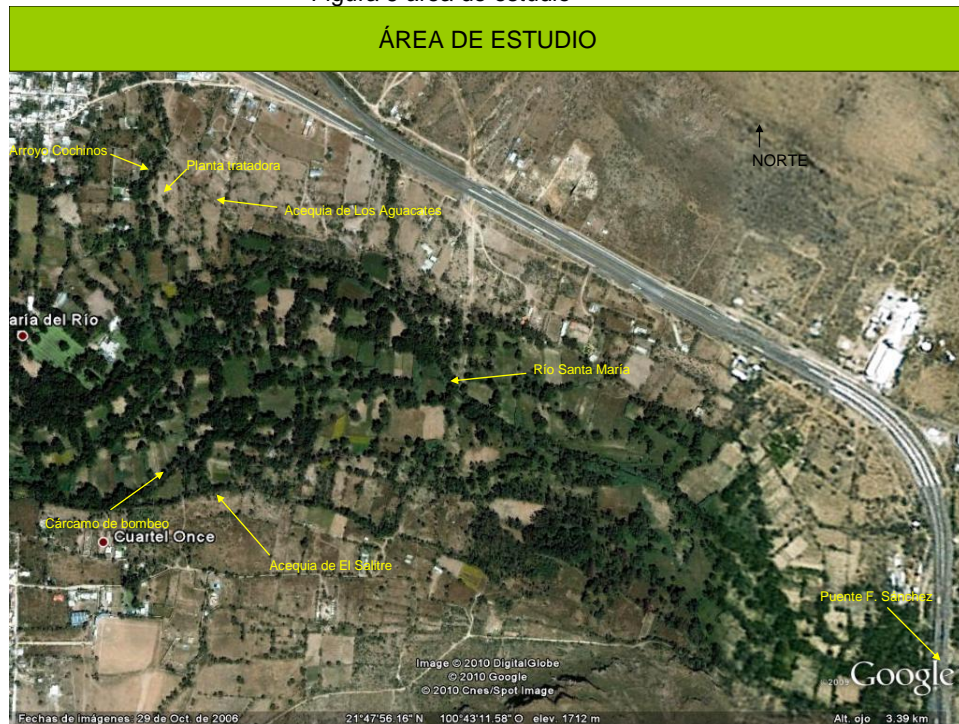 Figura 3 área de estudio
ÁREA DE ESTUDIO
NORTE
Arroyo Cochinos
Planta tratadora
Acequia de Los Aguacates
aría del Río
Río Santa María
Cárcamo de bombeo
Cuartel Once
Acequia de El Salitre
Puente F. Sánchez
Image © 2010 DigitalGlobe
© 2010 Google
© 2010 Cnes/Spot Image
©2009 Google
Fechas de imágenes: 29 de Oct. de 2006 21°47'56.16" N 100°43'11.58" O elev. 1712 m Alt. ojo 3.39 km